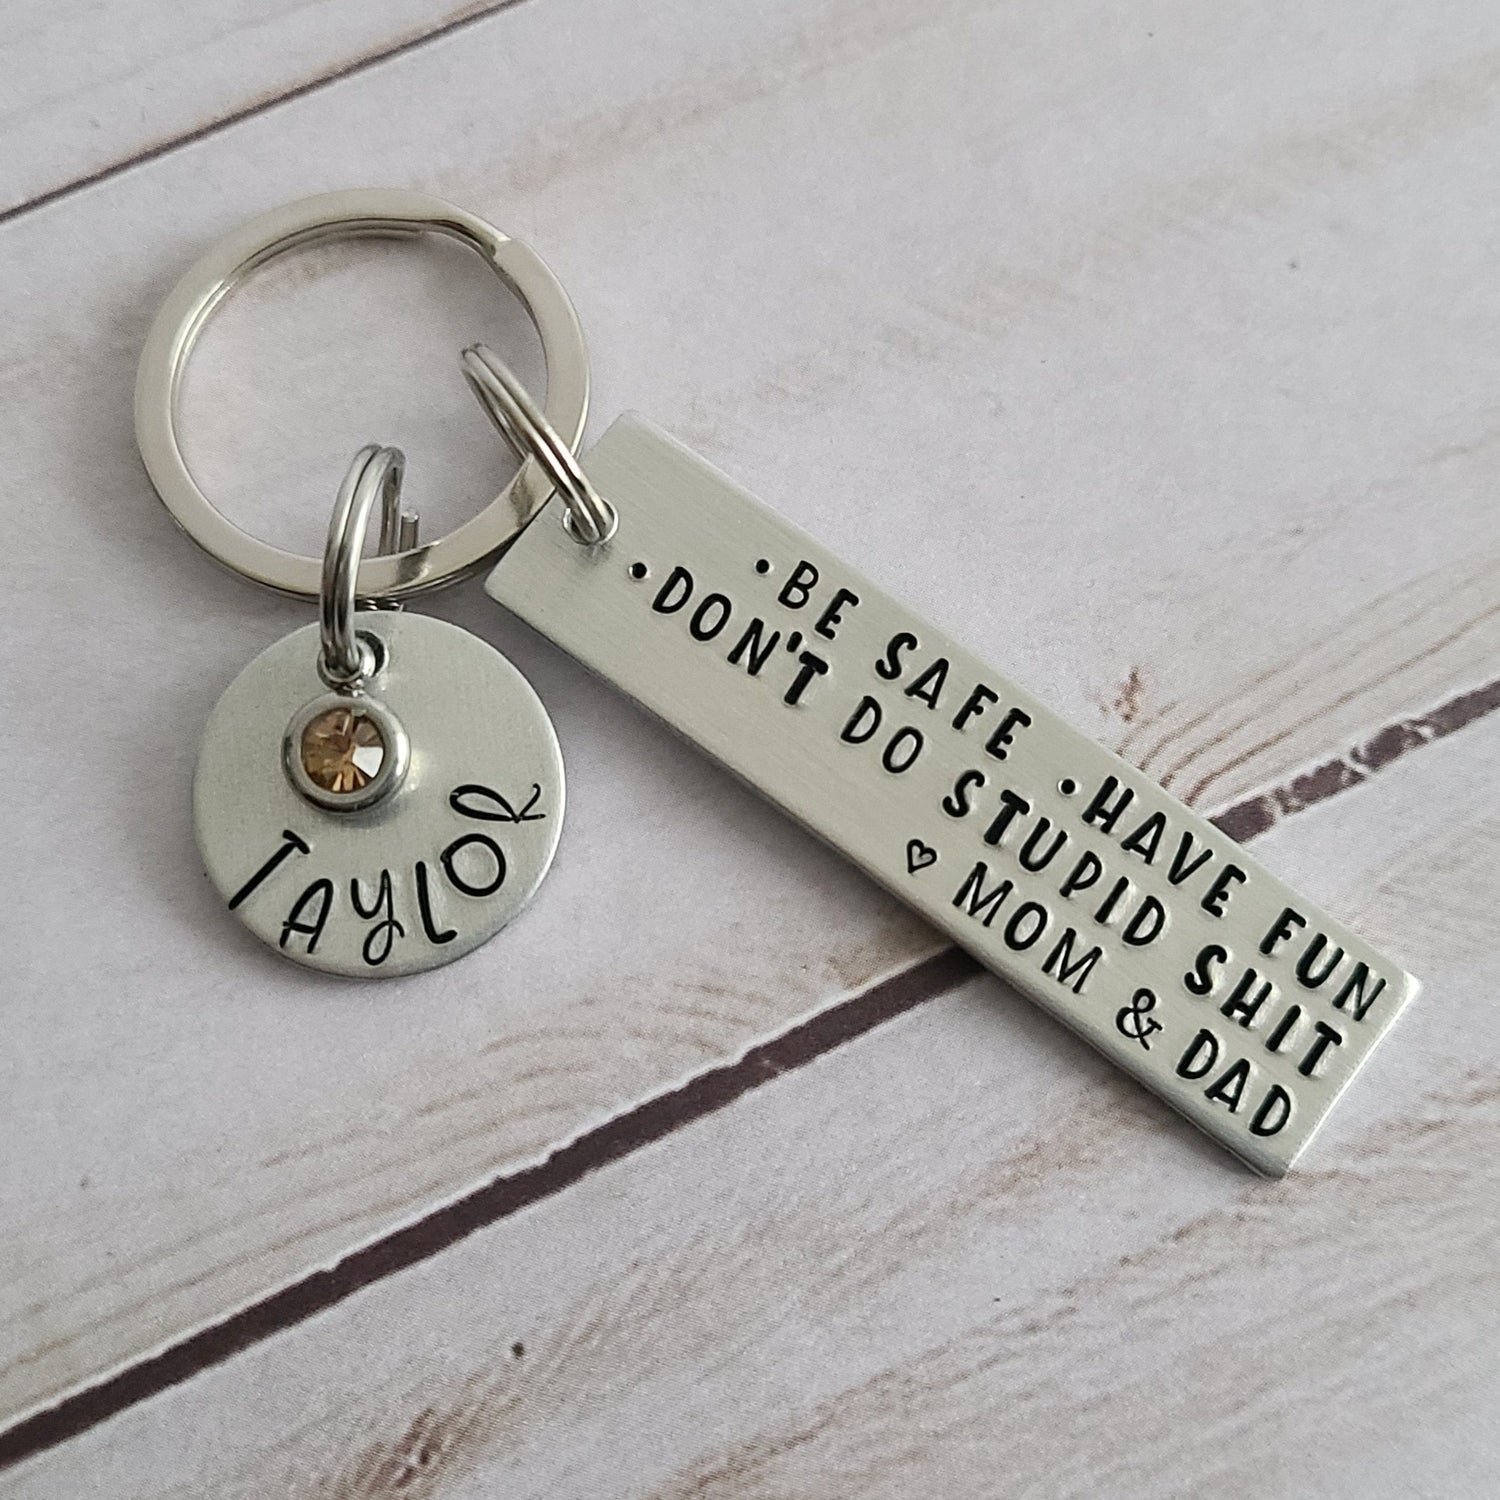 TAYLOR
•BE SAFE •HAVE FUN
•DON'T DO STUPID SHIT
♡ MOM & DAD